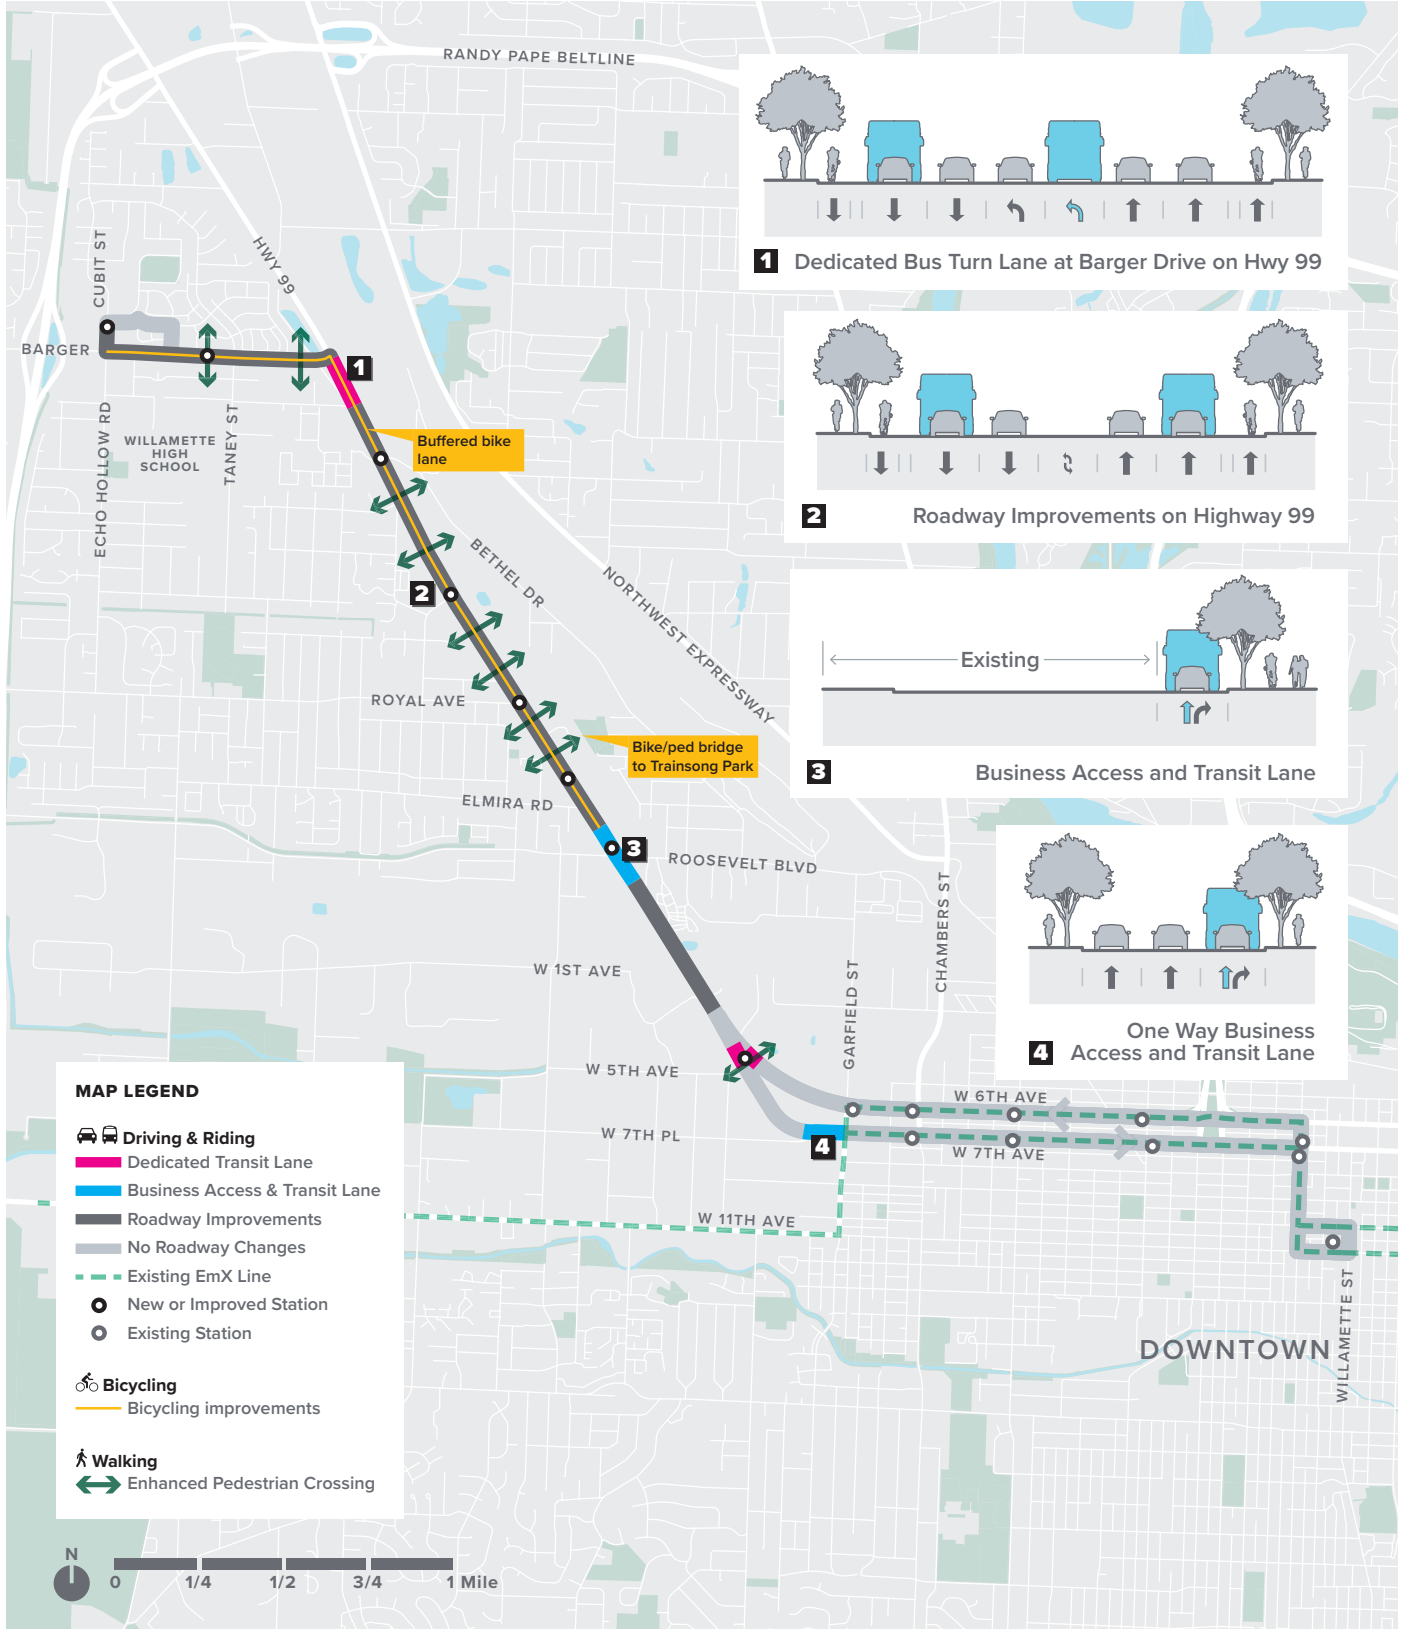 RANDY PAPE BELTLINE
1 Dedicated Bus Turn Lane at Barger Drive on Hwy 99
CUBIT ST
HWY 99
BARGER
1
ECHO HOLLOW RD
WILLAMETTE
HIGH
SCHOOL
TANEY ST
Buffered bike
lane
2 Roadway Improvements on Highway 99
BETHEL DR
2
NORTHWEST EXPRESSWAY
Existing
ROYAL AVE
Bike/ped bridge
to Trainsong Park
3 Business Access and Transit Lane
ELMIRA RD
3
ROOSEVELT BLVD
CHAMBERS ST
W 1ST AVE
GARFIELD ST
One Way Business
4 Access and Transit Lane
W 5TH AVE
W 6TH AVE
W 7TH PL
4
W 7TH AVE
W 11TH AVE
WILLAMETTE ST
DOWNTOWN
MAP LEGEND
Driving & Riding
Dedicated Transit Lane
Business Access & Transit Lane
Roadway Improvements
No Roadway Changes
Existing EmX Line
New or Improved Station
Existing Station
Bicycling
Bicycling improvements
Walking
Enhanced Pedestrian Crossing
N
0 1/4 1/2 3/4 1 Mile